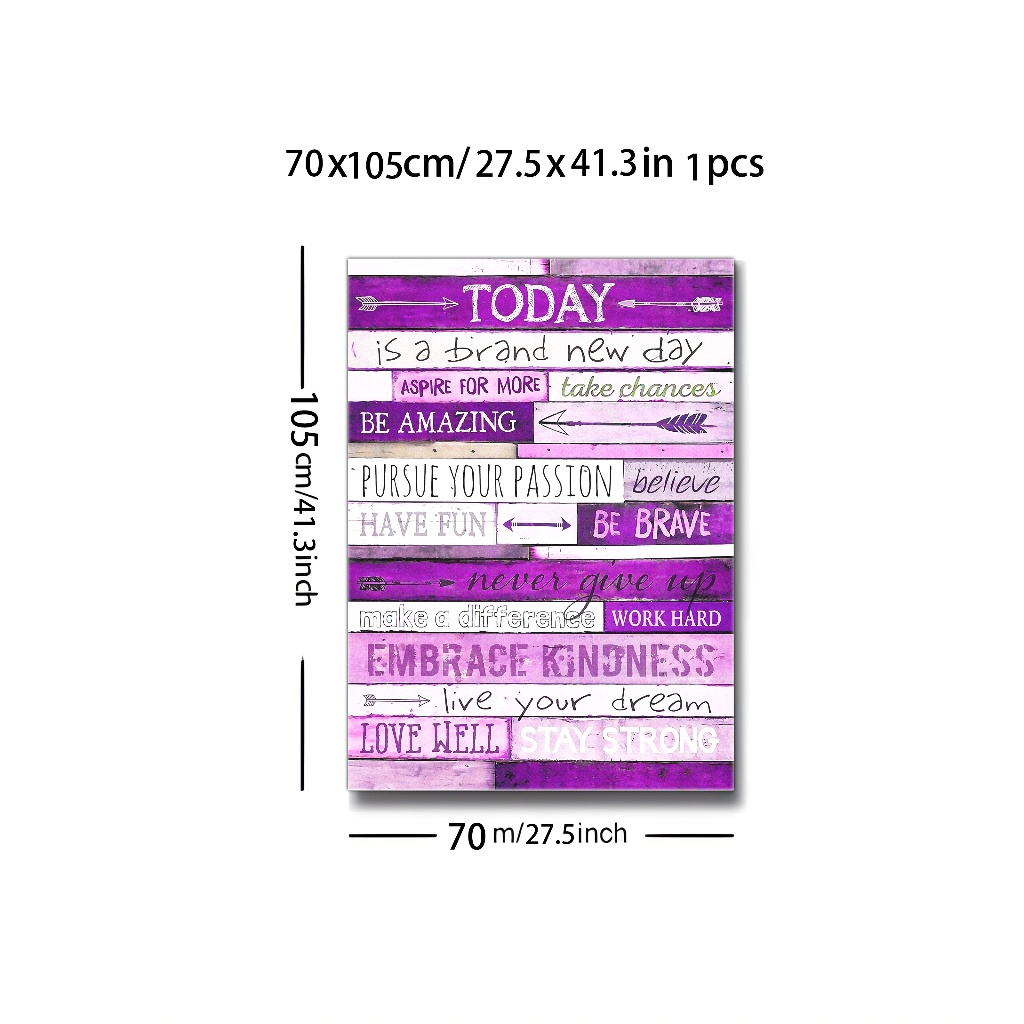 70x105cm/27.5x41.3in 1pcs
TODAY
is a brand new day
ASPIRE FOR MORE take chances
BE AMAZING
PURSUE YOUR PASSION believe
HAVE FUN BE BRAVE
never give up
make a difference WORK HARD
EMBRACE KINDNESS
live your dream
LOVE WELL STAY STRONG
105cm/41.3inch
70 m/27.5inch